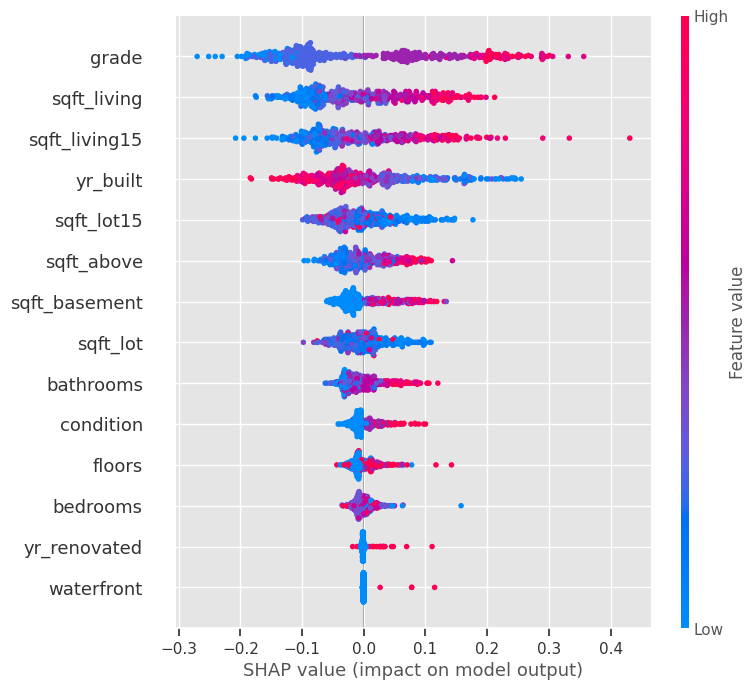 High
grade
sqft_living
sqft_living15
yr_built
sqft_lot15
sqft_above
sqft_basement
sqft_lot
bathrooms
condition
floors
bedrooms
yr_renovated
waterfront
Feature value
Low
−0.3 −0.2 −0.1 0.0 0.1 0.2 0.3 0.4
SHAP value (impact on model output)